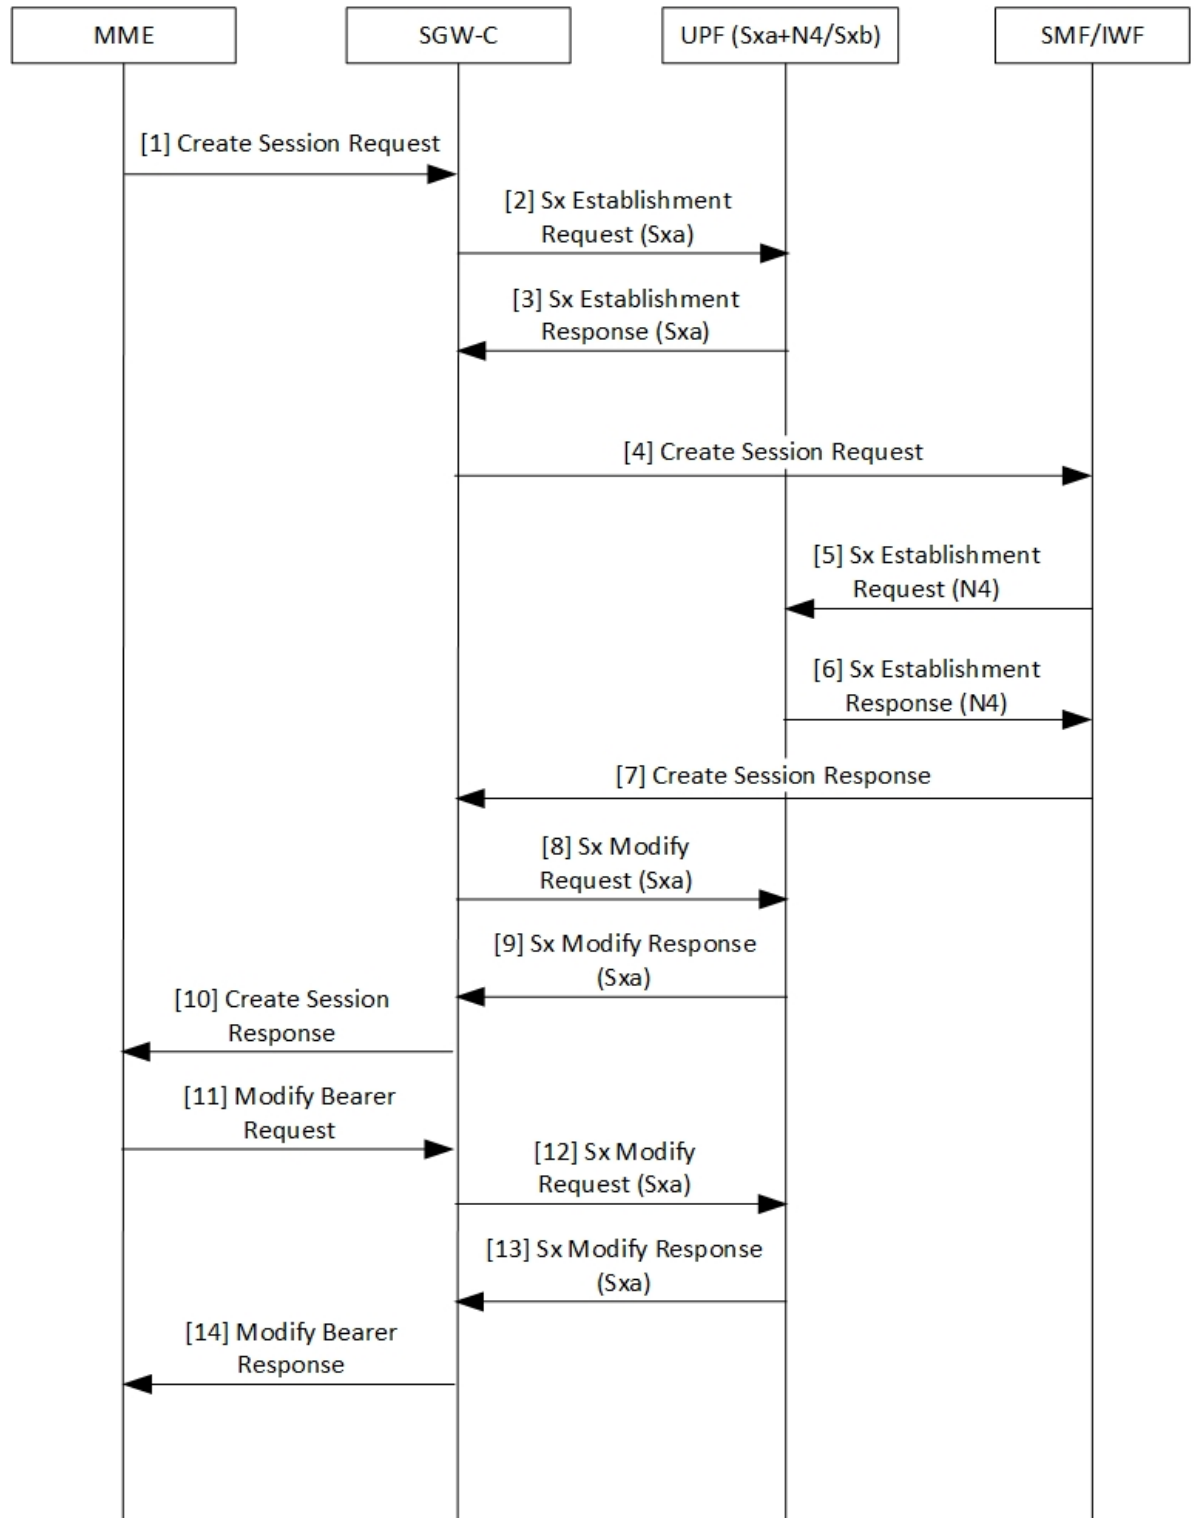 MME
SGW-C
UPF (Sxa+N4/Sxb)
SMF/IWF
[1] Create Session Request
[2] Sx Establishment
Request (Sxa)
[3] Sx Establishment
Response (Sxa)
[4] Create Session Request
[5] Sx Establishment
Request (N4)
[6] Sx Establishment
Response (N4)
[7] Create Session Response
[8] Sx Modify
Request (Sxa)
[9] Sx Modify Response
(Sxa)
[10] Create Session
Response
[11] Modify Bearer
Request
[12] Sx Modify
Request (Sxa)
[13] Sx Modify Response
(Sxa)
[14] Modify Bearer
Response